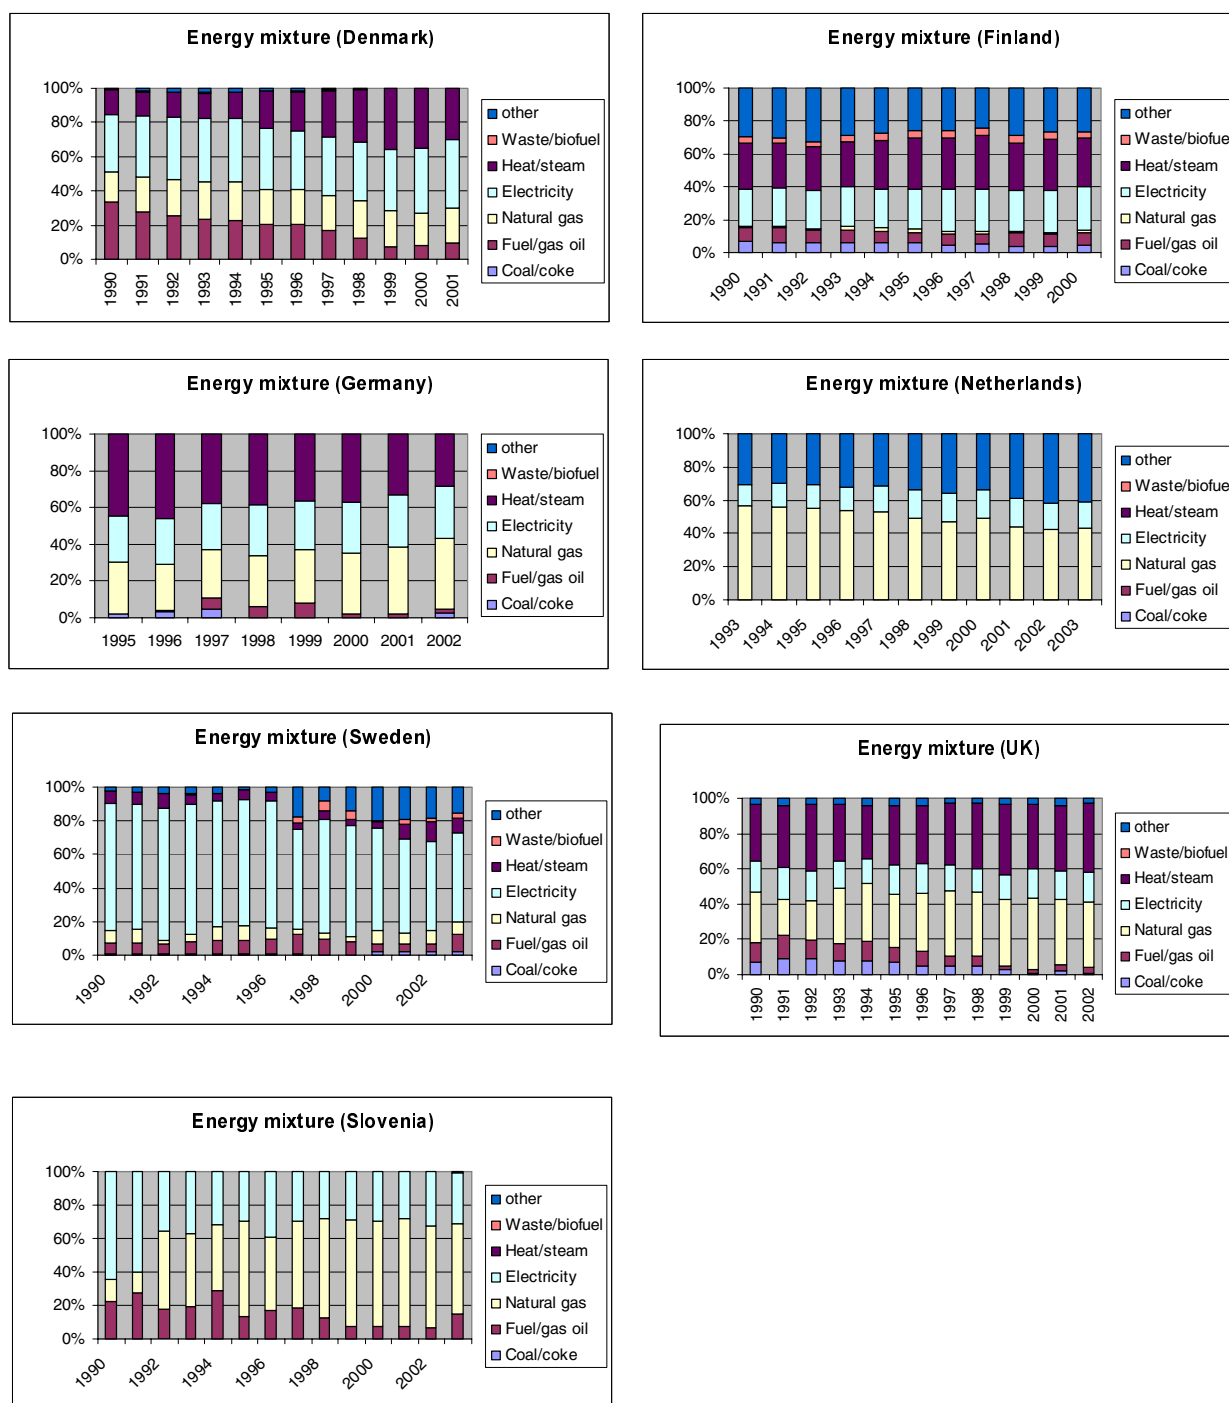 Energy mixture (Denmark)
100%
80%
60%
40%
20%
0%
1990 1991 1992 1993 1994 1995 1996 1997 1998 1999 2000 2001
other
Waste/biofuel
Heat/steam
Electricity
Natural gas
Fuel/gas oil
Coal/coke
Energy mixture (Finland)
100%
80%
60%
40%
20%
0%
1990 1991 1992 1993 1994 1995 1996 1997 1998 1999 2000
other
Waste/biofuel
Heat/steam
Electricity
Natural gas
Fuel/gas oil
Coal/coke
Energy mixture (Germany)
100%
80%
60%
40%
20%
0%
1995 1996 1997 1998 1999 2000 2001 2002
other
Waste/biofuel
Heat/steam
Electricity
Natural gas
Fuel/gas oil
Coal/coke
Energy mixture (Netherlands)
100%
80%
60%
40%
20%
0%
1993 1994 1995 1996 1997 1998 1999 2000 2001 2002 2003
other
Waste/biofuel
Heat/steam
Electricity
Natural gas
Fuel/gas oil
Coal/coke
Energy mixture (Sweden)
100%
80%
60%
40%
20%
0%
1990 1992 1994 1996 1998 2000 2002
other
Waste/biofuel
Heat/steam
Electricity
Natural gas
Fuel/gas oil
Coal/coke
Energy mixture (UK)
100%
80%
60%
40%
20%
0%
1990 1991 1992 1993 1994 1995 1996 1997 1998 1999 2000 2001 2002
other
Waste/biofuel
Heat/steam
Electricity
Natural gas
Fuel/gas oil
Coal/coke
Energy mixture (Slovenia)
100%
80%
60%
40%
20%
0%
1990 1992 1994 1996 1998 2000 2002
other
Waste/biofuel
Heat/steam
Electricity
Natural gas
Fuel/gas oil
Coal/coke